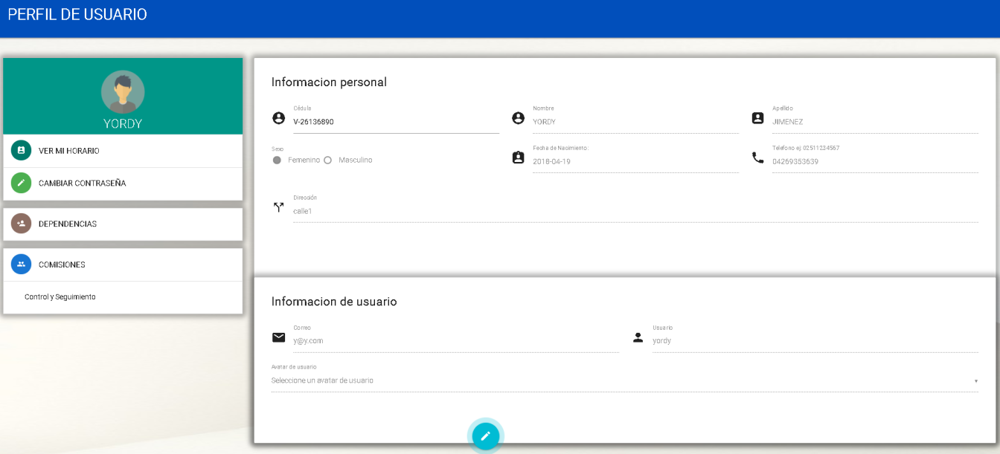 PERFIL DE USUARIO
YORDY
VER MI HORARIO
CAMBIAR CONTRASEÑA
DEPENDENCIAS
COMISIONES
Control y Seguimiento
Informacion personal
Cédula Nombre Apellido
V-26136890 YORDY JIMENEZ
Sexo Fecha de Nacimiento: Telefono ej: 02511234567
Femenino Masculino 2018-04-19 04269353639
Dirección
calle1
Informacion de usuario
Correo Usuario
y@y.com yordy
Avatar de usuario
Seleccione un avatar de usuario